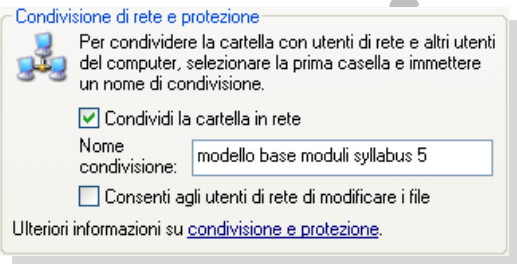 Condivisione di rete e protezione
Per condividere la cartella con utenti di rete e altri utenti
del computer, selezionare la prima casella e immettere
un nome di condivisione.
Condividi la cartella in rete
Nome
condivisione:
modello base moduli syllabus 5
Consenti agli utenti di rete di modificare i file
Ulteriori informazioni su condivisione e protezione.